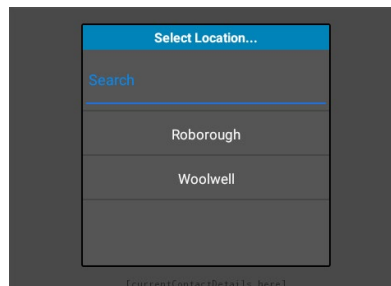 Select Location...
Search
Roborough
Woolwell
[currentContactDetails here]